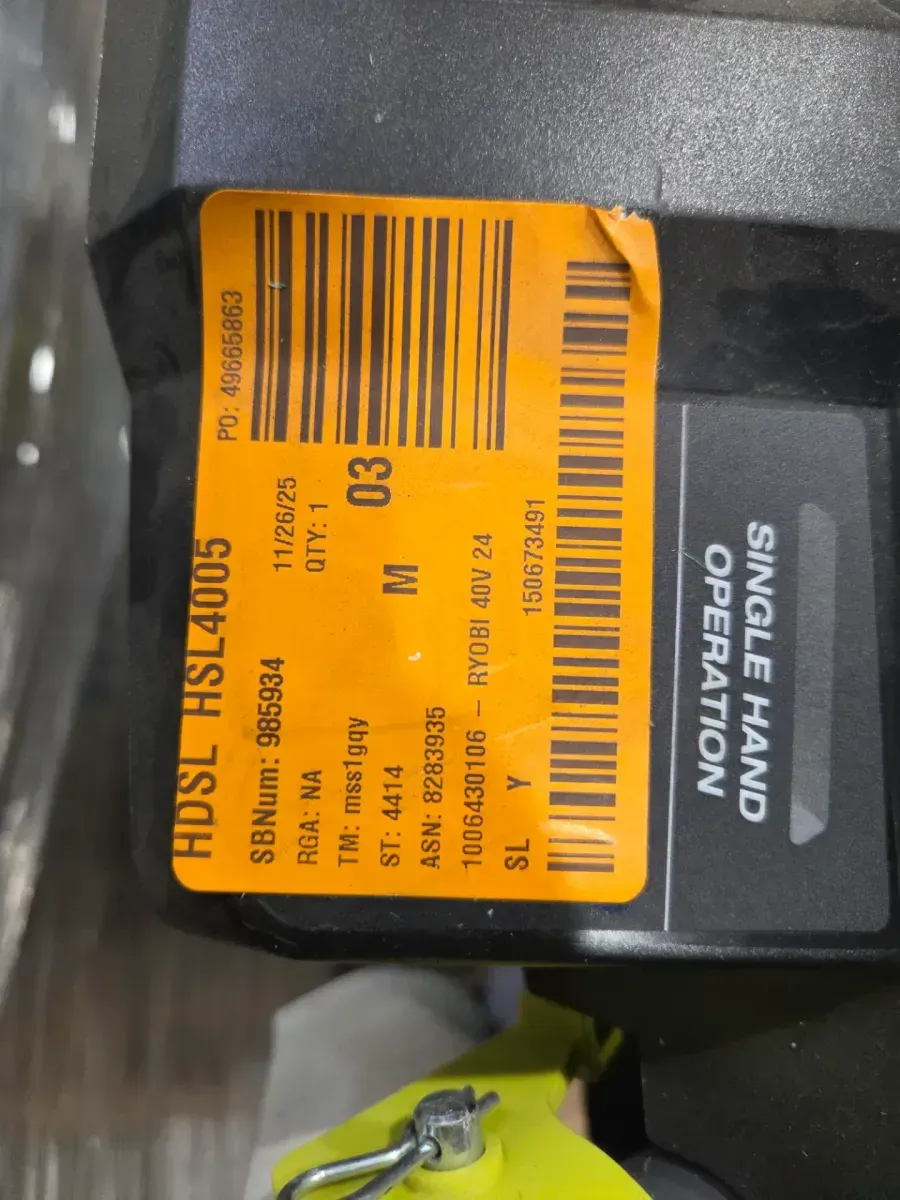 HDSL HSL4005
PO: 49665863
SBNum: 985934
11/26/25
RGA: NA
QTY: 1
TM: mss1gqy
03
ST: 4414
M
ASN: 8283935
1006430106 - RYOBI 40V 24
SL Y
150673491
SINGLE HAND
OPERATION